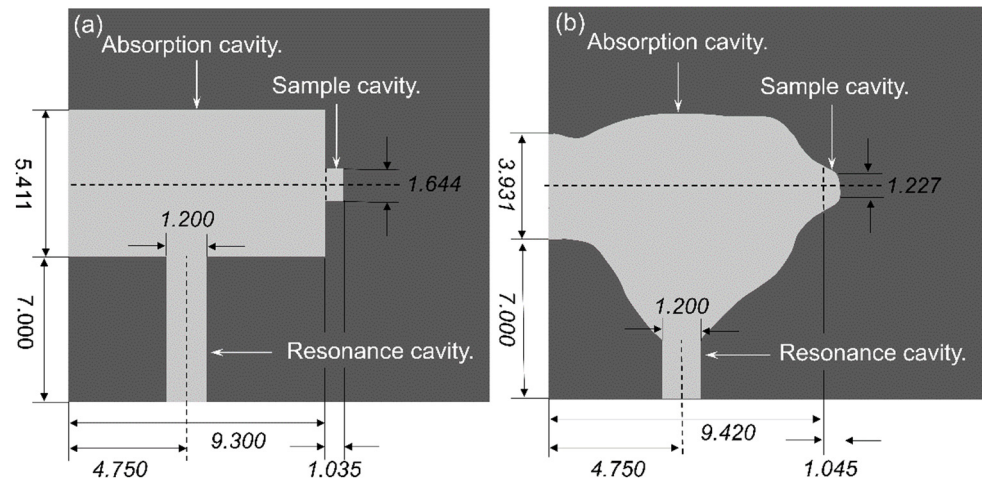 (a)
Absorption cavity.
Sample cavity.
5.411
1.644
1.200
7.000
Resonance cavity.
9.300
4.750
1.035
(b)
Absorption cavity.
Sample cavity.
3.931
1.227
7.000
1.200
Resonance cavity.
9.420
4.750
1.045